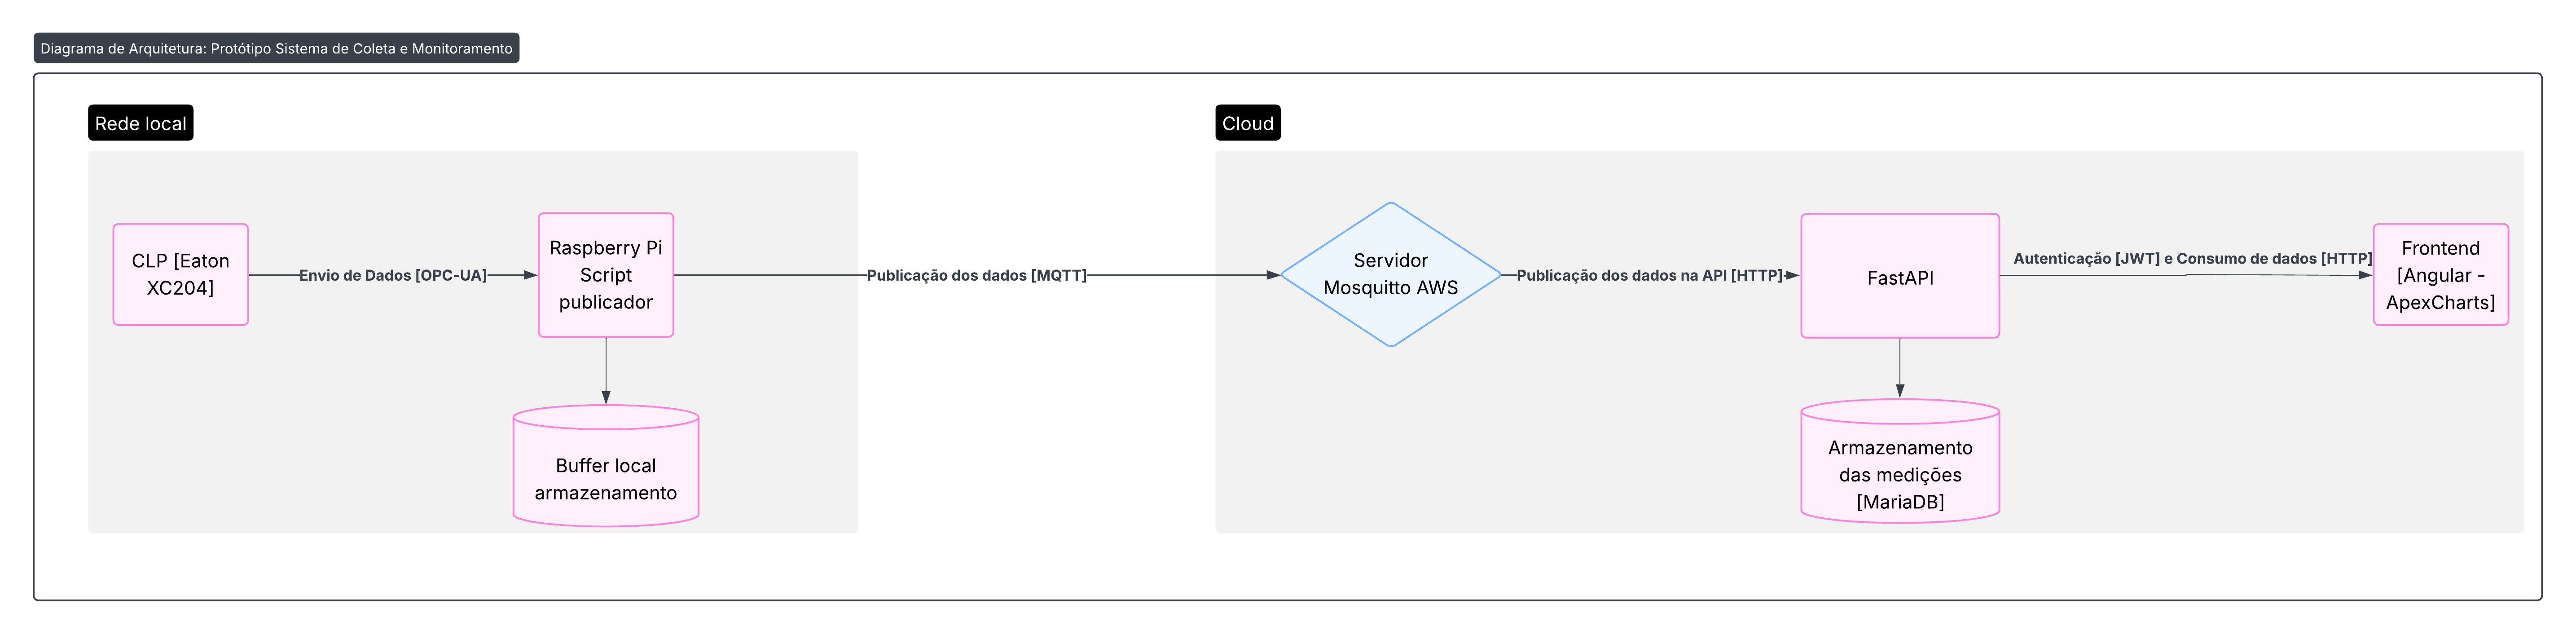 Diagrama de Arquitetura: Protótipo Sistema de Coleta e Monitoramento
Rede local
Cloud
CLP [Eaton
XC204]
Envio de Dados [OPC-UA]
Raspberry Pi
Script
publicador
Publicação dos dados [MQTT]
Servidor
Mosquitto AWS
Publicação dos dados na API [HTTP]
FastAPI
Autenticação [JWT] e Consumo de dados [HTTP]
Frontend
[Angular -
ApexCharts]
Buffer local
armazenamento
Armazenamento
das medições
[MariaDB]